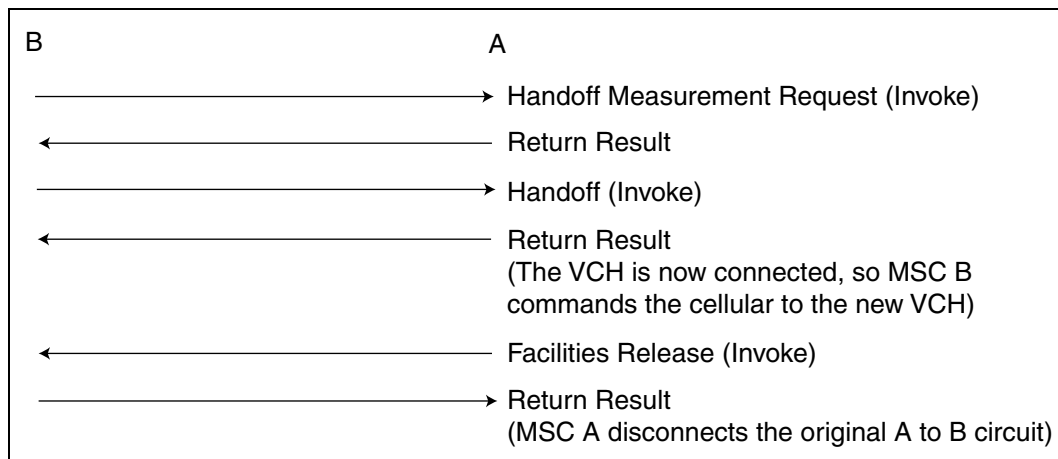 B A
Handoff Measurement Request (Invoke)
Return Result
Handoff (Invoke)
Return Result
(The VCH is now connected, so MSC B
commands the cellular to the new VCH)
Facilities Release (Invoke)
Return Result
(MSC A disconnects the original A to B circuit)